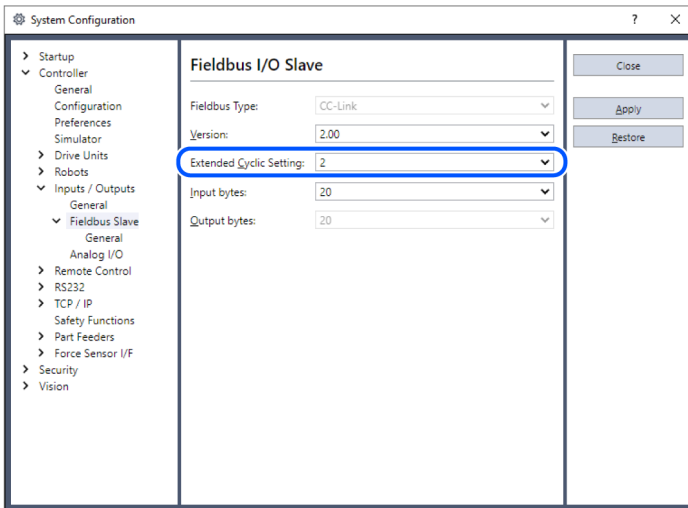 System Configuration
?
Startup
Controller
General
Configuration
Preferences
Simulator
Drive Units
Robots
Inputs / Outputs
General
Fieldbus Slave
General
Analog I/O
Remote Control
RS232
TCP / IP
Safety Functions
Part Feeders
Force Sensor I/F
Security
Vision
Fieldbus I/O Slave
Fieldbus Type: CC-Link
Version: 2.00
Extended Cyclic Setting: 2
Input bytes: 20
Output bytes: 20
Close
Apply
Restore